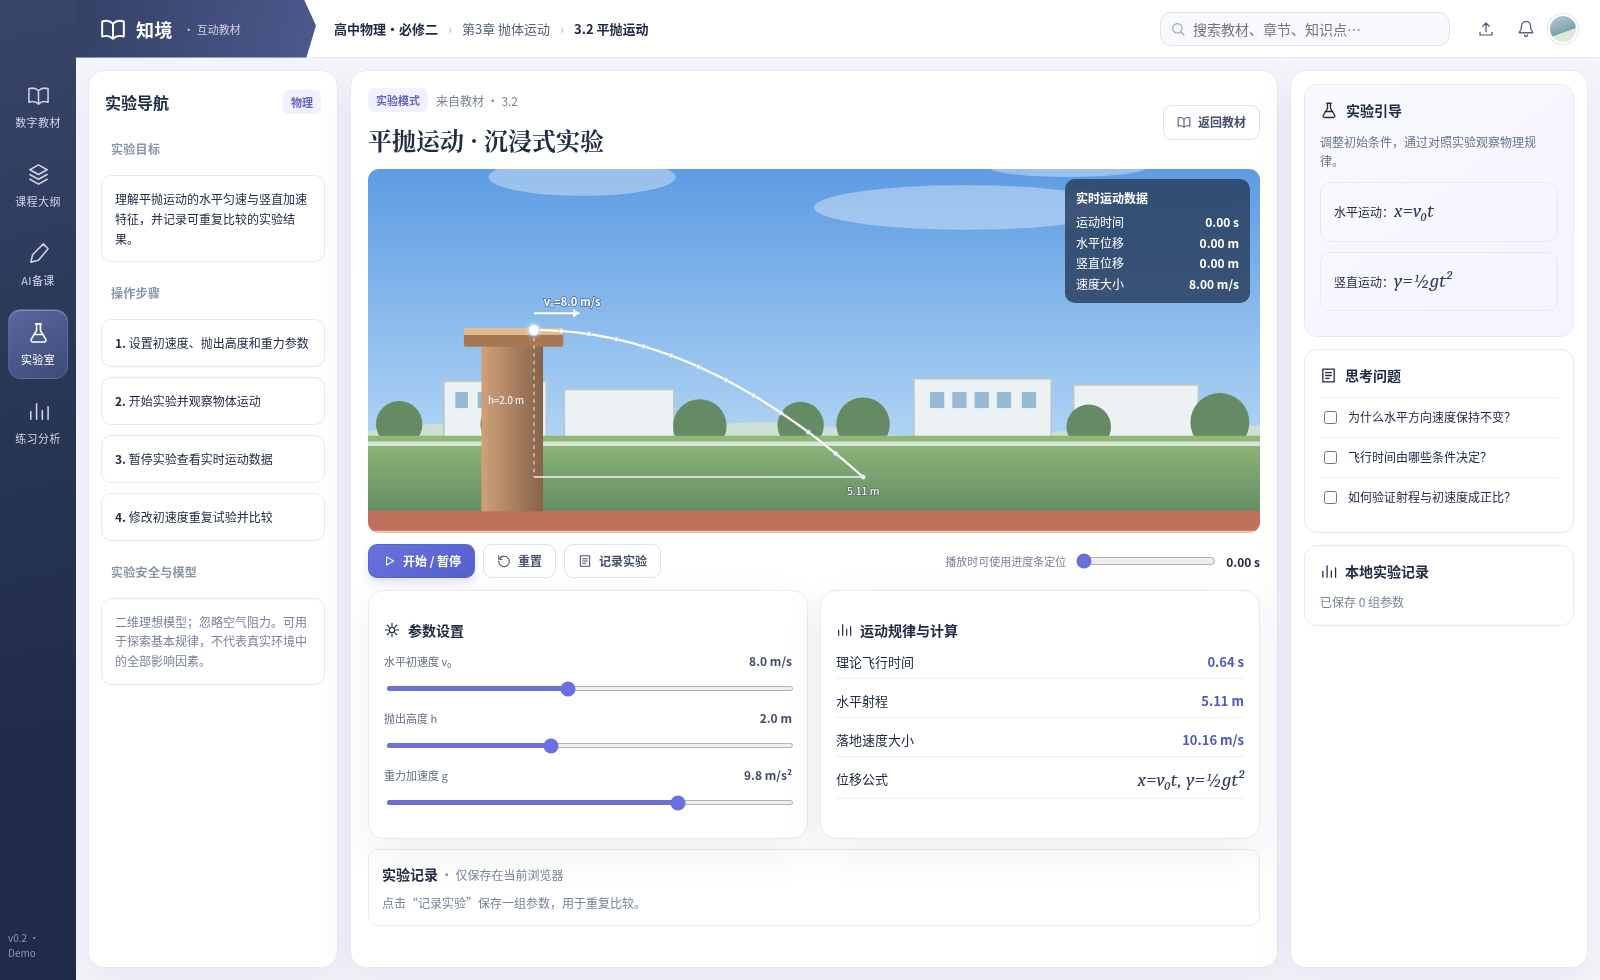 知境 · 互动教材
高中物理 · 必修二 › 第3章 抛体运动 › 3.2 平抛运动
搜索教材、章节、知识点…
数字教材
课程大纲
AI备课
实验室
练习分析
v0.2 ·
Demo
实验导航
物理
实验目标
理解平抛运动的水平匀速与竖直加速
特征，并记录可重复比较的实验结
果。
操作步骤
1. 设置初速度、抛出高度和重力参数
2. 开始实验并观察物体运动
3. 暂停实验查看实时运动数据
4. 修改初速度重复试验并比较
实验安全与模型
二维理想模型；忽略空气阻力。可用
于探索基本规律，不代表真实环境中
的全部影响因素。
实验模式 来自教材 · 3.2
平抛运动 · 沉浸式实验
返回教材
实时运动数据
运动时间 0.00 s
水平位移 0.00 m
竖直位移 0.00 m
速度大小 8.00 m/s
v₀=8.0 m/s
h=2.0 m
5.11 m
开始 / 暂停
重置
记录实验
播放时可使用进度条定位
0.00 s
参数设置
水平初速度 v₀ 8.0 m/s
抛出高度 h 2.0 m
重力加速度 g 9.8 m/s²
运动规律与计算
理论飞行时间 0.64 s
水平射程 5.11 m
落地速度大小 10.16 m/s
位移公式 x=v₀t, y=½gt²
实验记录 · 仅保存在当前浏览器
点击“记录实验”保存一组参数，用于重复比较。
实验引导
调整初始条件，通过对照实验观察物理规
律。
水平运动：x=v₀t
竖直运动：y=½gt²
思考问题
为什么水平方向速度保持不变？
飞行时间由哪些条件决定？
如何验证射程与初速度成正比？
本地实验记录
已保存 0 组参数